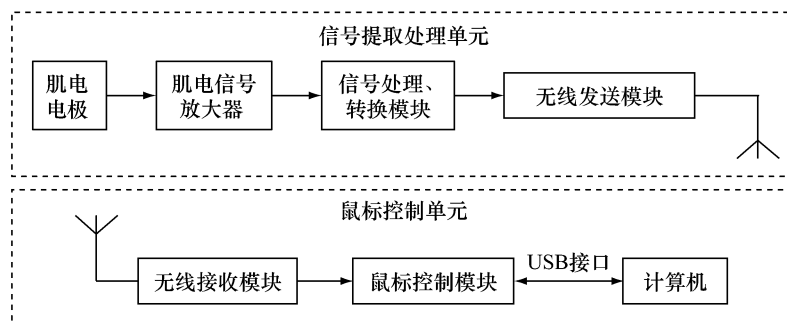 信号提取处理单元
肌电
电极
肌电信号
放大器
信号处理、
转换模块
无线发送模块
鼠标控制单元
无线接收模块
鼠标控制模块
USB接口
计算机